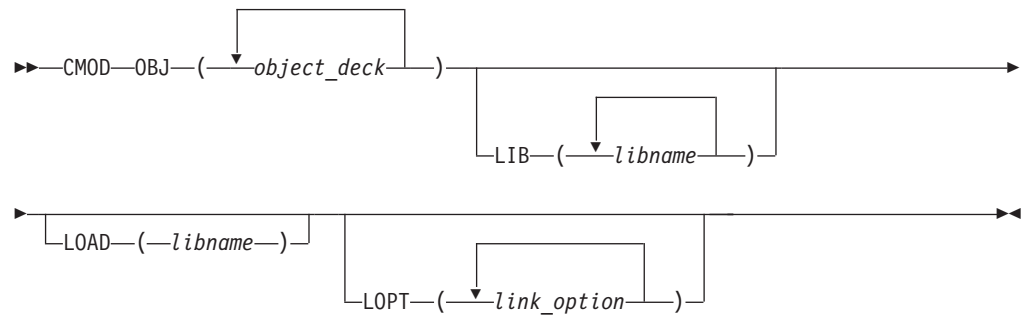 CMOD OBJ ( object_deck )
LIB ( libname )
LOAD ( libname )
LOPT ( link_option )